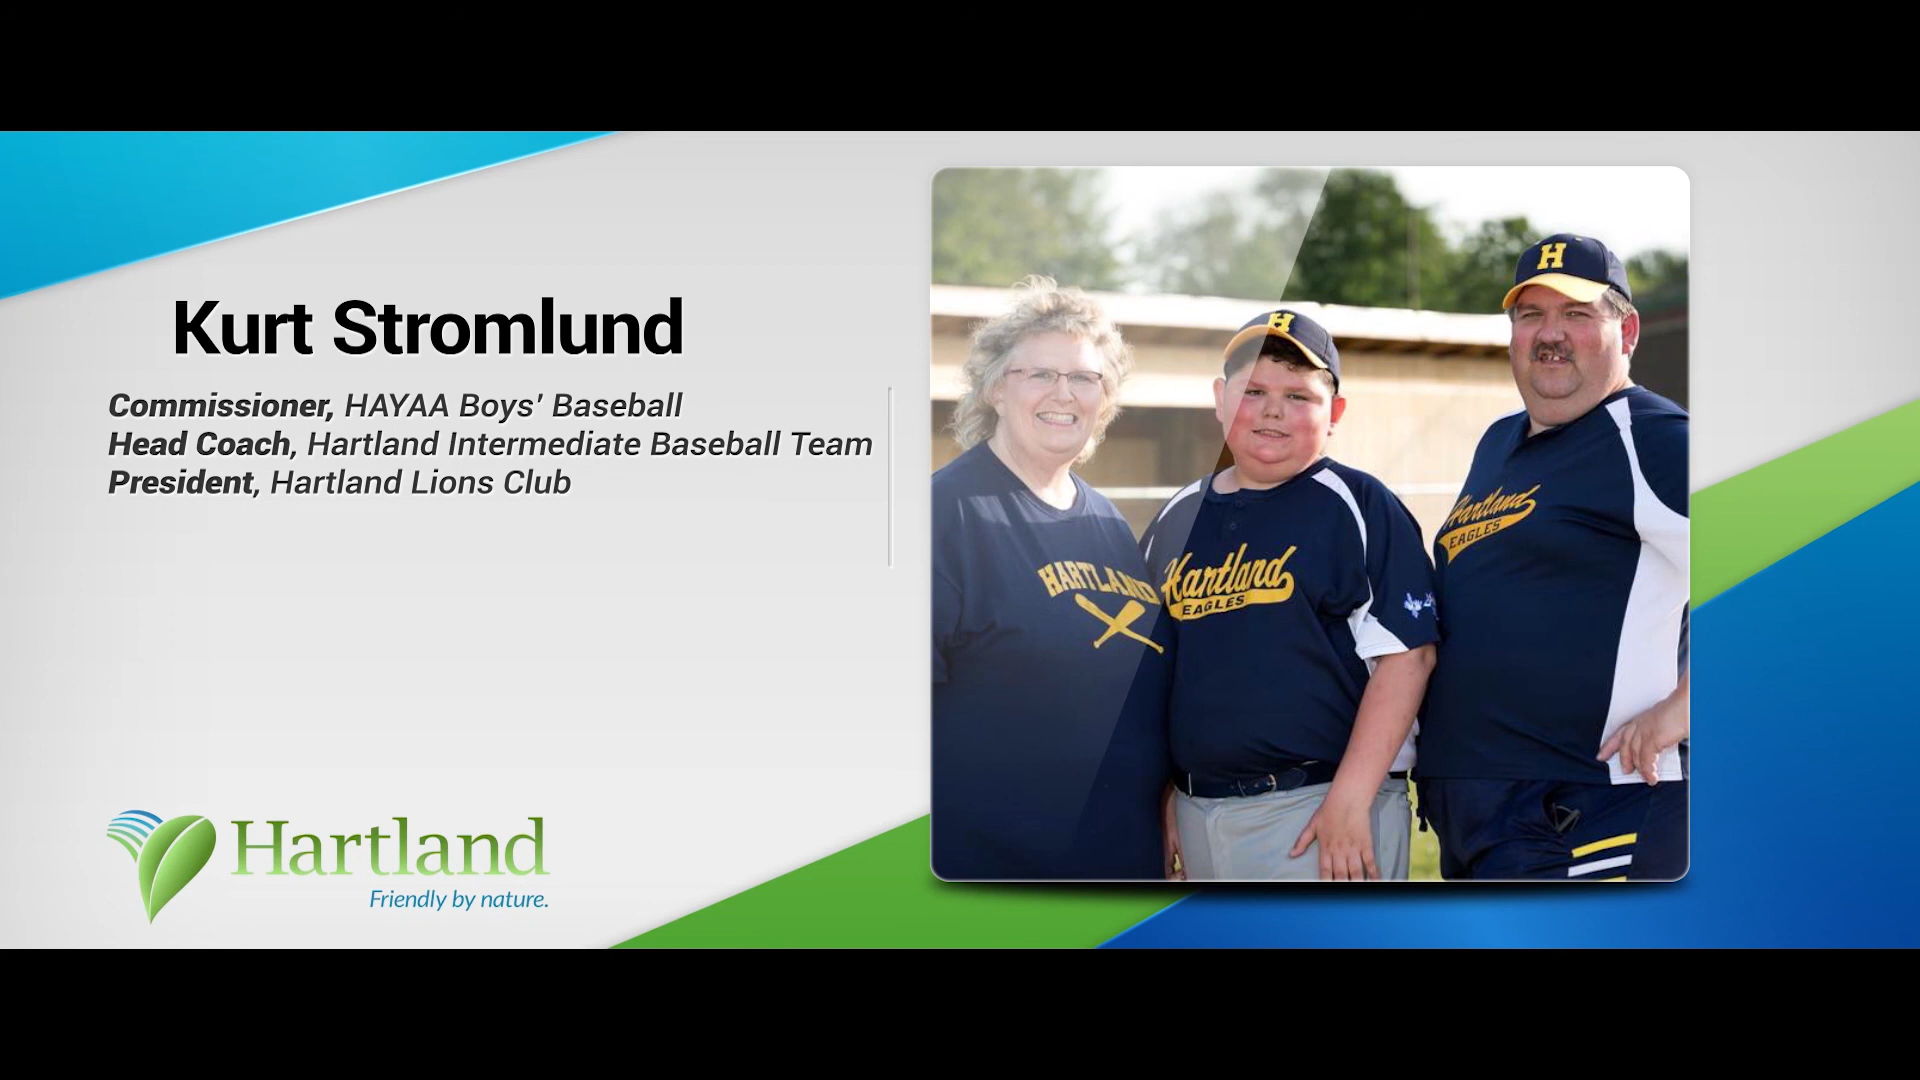 Kurt Stromlund
Commissioner, HAYAA Boys’ Baseball
Head Coach, Hartland Intermediate Baseball Team
President, Hartland Lions Club
Hartland
Friendly by nature.
HARTLAND
H
Hartland
EAGLES
H
Hartland
EAGLES